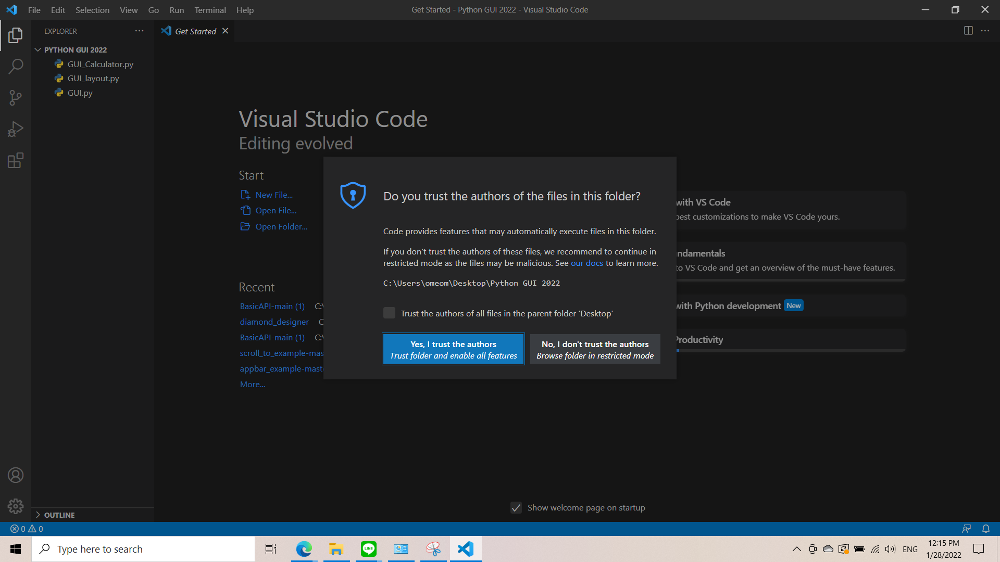 File Edit Selection View Go Run Terminal Help
Get Started - Python GUI 2022 - Visual Studio Code
EXPLORER
Get Started
PYTHON GUI 2022
GUI_Calculator.py
GUI_layout.py
GUI.py
Visual Studio Code
Editing evolved
Start
New File...
Open File...
Open Folder...
Recent
BasicAPI-main (1) C:\
diamond_designer C
BasicAPI-main (1) C:\
scroll_to_example-mas
appbar_example-mast
More...
Do you trust the authors of the files in this folder?
Code provides features that may automatically execute files in this folder.
If you don't trust the authors of these files, we recommend to continue in
restricted mode as the files may be malicious. See our docs to learn more.
C:\Users\omeom\Desktop\Python GUI 2022
Trust the authors of all files in the parent folder 'Desktop'
Yes, I trust the authors
Trust folder and enable all features
No, I don't trust the authors
Browse folder in restricted mode
with VS Code
best customizations to make VS Code yours.
ndamentals
to VS Code and get an overview of the must-have features.
with Python development New
Productivity
Show welcome page on startup
OUTLINE
0 0
Type here to search
LINE
ENG
12:15 PM
1/28/2022